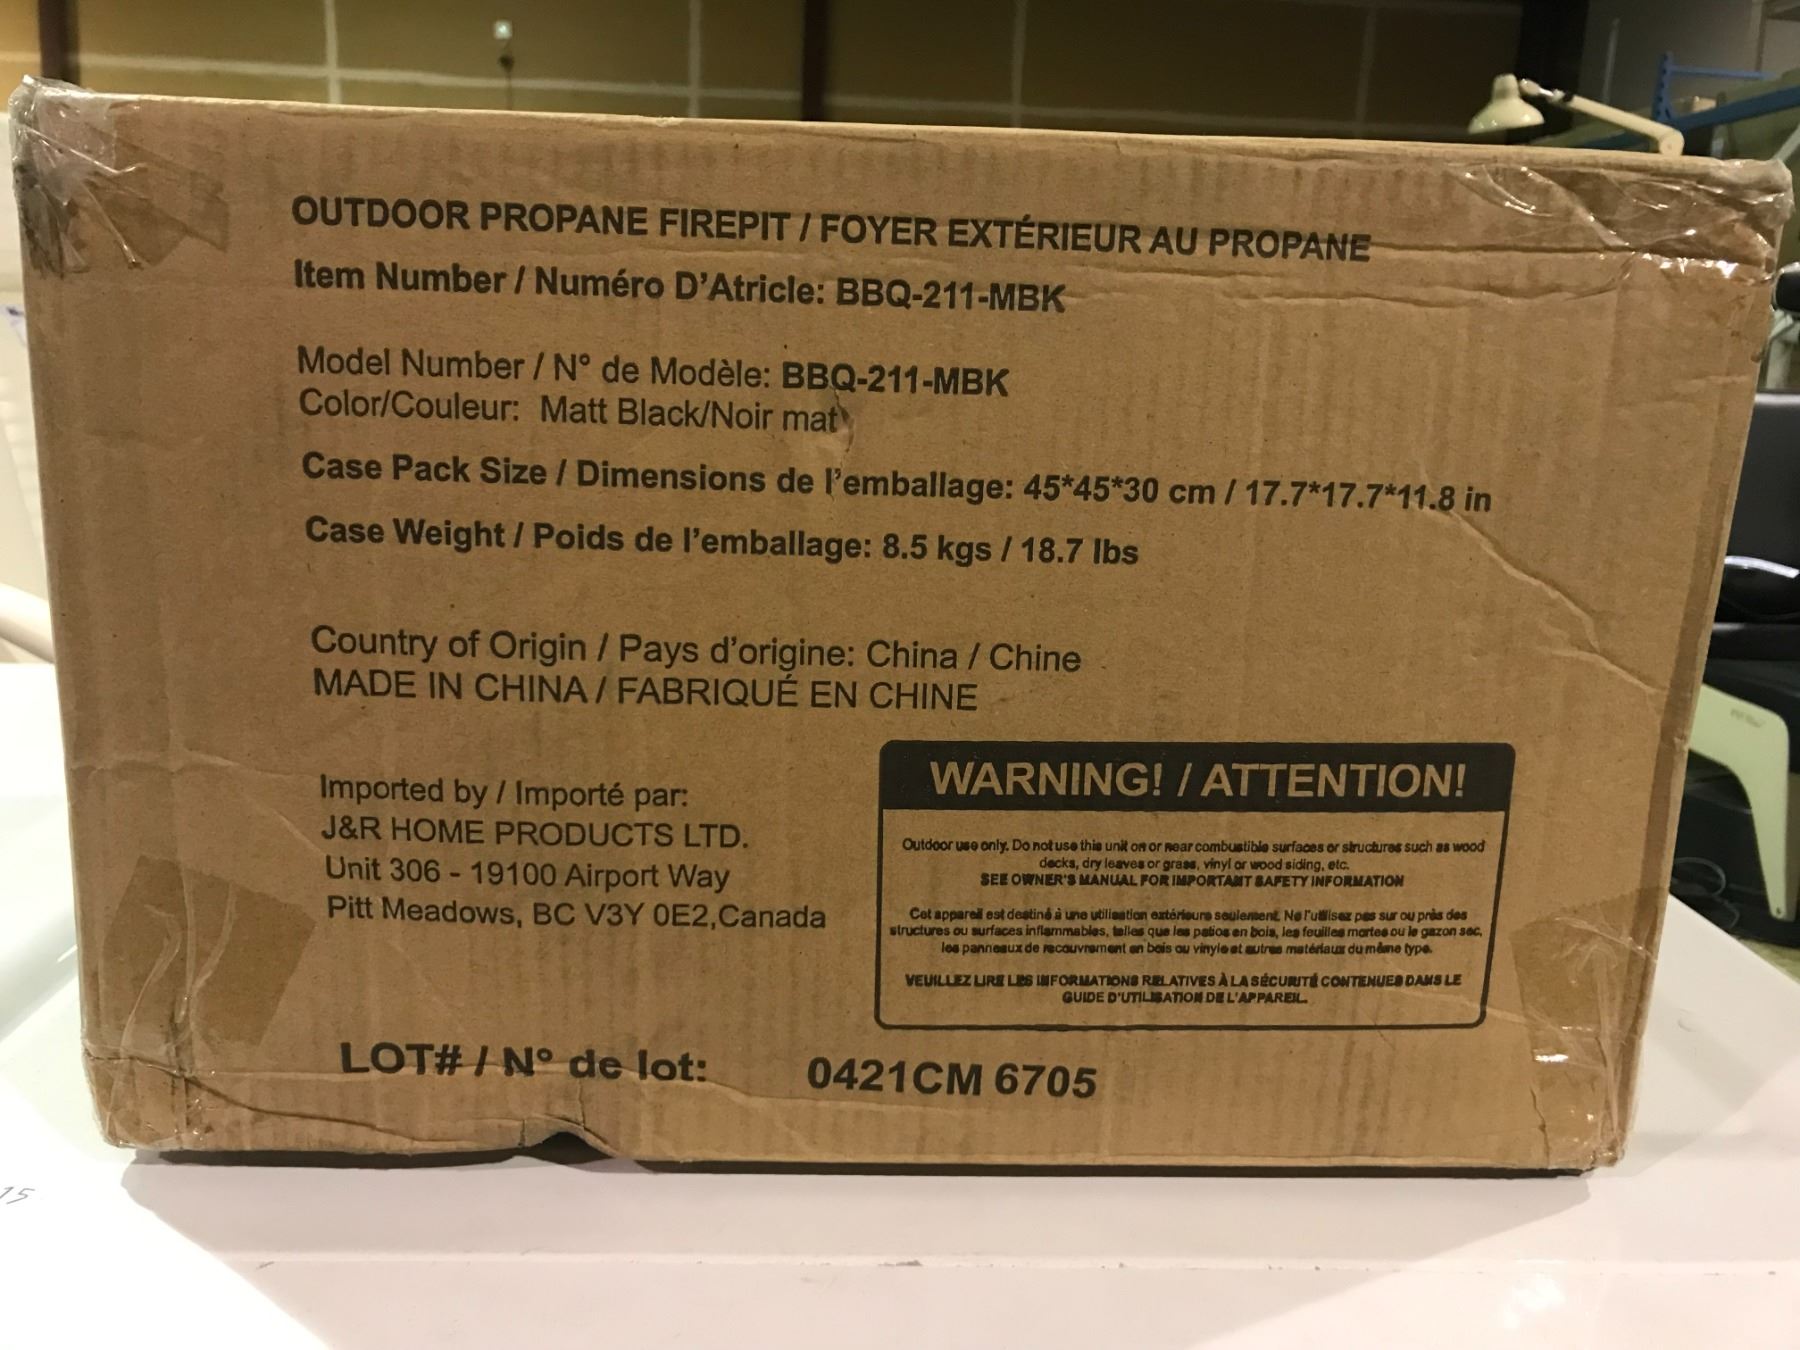 OUTDOOR PROPANE FIREPIT / FOYER EXTÉRIEUR AU PROPANE
Item Number / Numéro D'Atricle: BBQ-211-MBK
Model Number / N° de Modèle: BBQ-211-MBK
Color/Couleur: Matt Black/Noir mat
Case Pack Size / Dimensions de l'emballage: 45*45*30 cm / 17.7*17.7*11.8 in
Case Weight / Poids de l'emballage: 8.5 kgs / 18.7 lbs
Country of Origin / Pays d'origine: China / Chine
MADE IN CHINA / FABRIQUÉ EN CHINE
Imported by / Importé par:
J&R HOME PRODUCTS LTD.
Unit 306 - 19100 Airport Way
Pitt Meadows, BC V3Y 0E2,Canada
WARNING! / ATTENTION!
Outdoor use only. Do not use this unit on or near combustible surfaces or structures such as wood
decks, dry leaves or grass, vinyl or wood siding, etc.
SEE OWNER'S MANUAL FOR IMPORTANT SAFETY INFORMATION
Cet appareil est destiné à une utilisation extérieure seulement. Ne l'utilisez pas sur ou près des
structures ou surfaces inflammables, telles que les patios en bois, les feuilles mortes ou le gazon sec,
les panneaux de recouvrement en bois ou vinyle et autres matériaux du même type.
VEUILLEZ LIRE LES INFORMATIONS RELATIVES À LA SÉCURITÉ CONTENUES DANS LE
GUIDE D'UTILISATION DE L'APPAREIL.
LOT# / N° de lot: 0421CM 6705
15